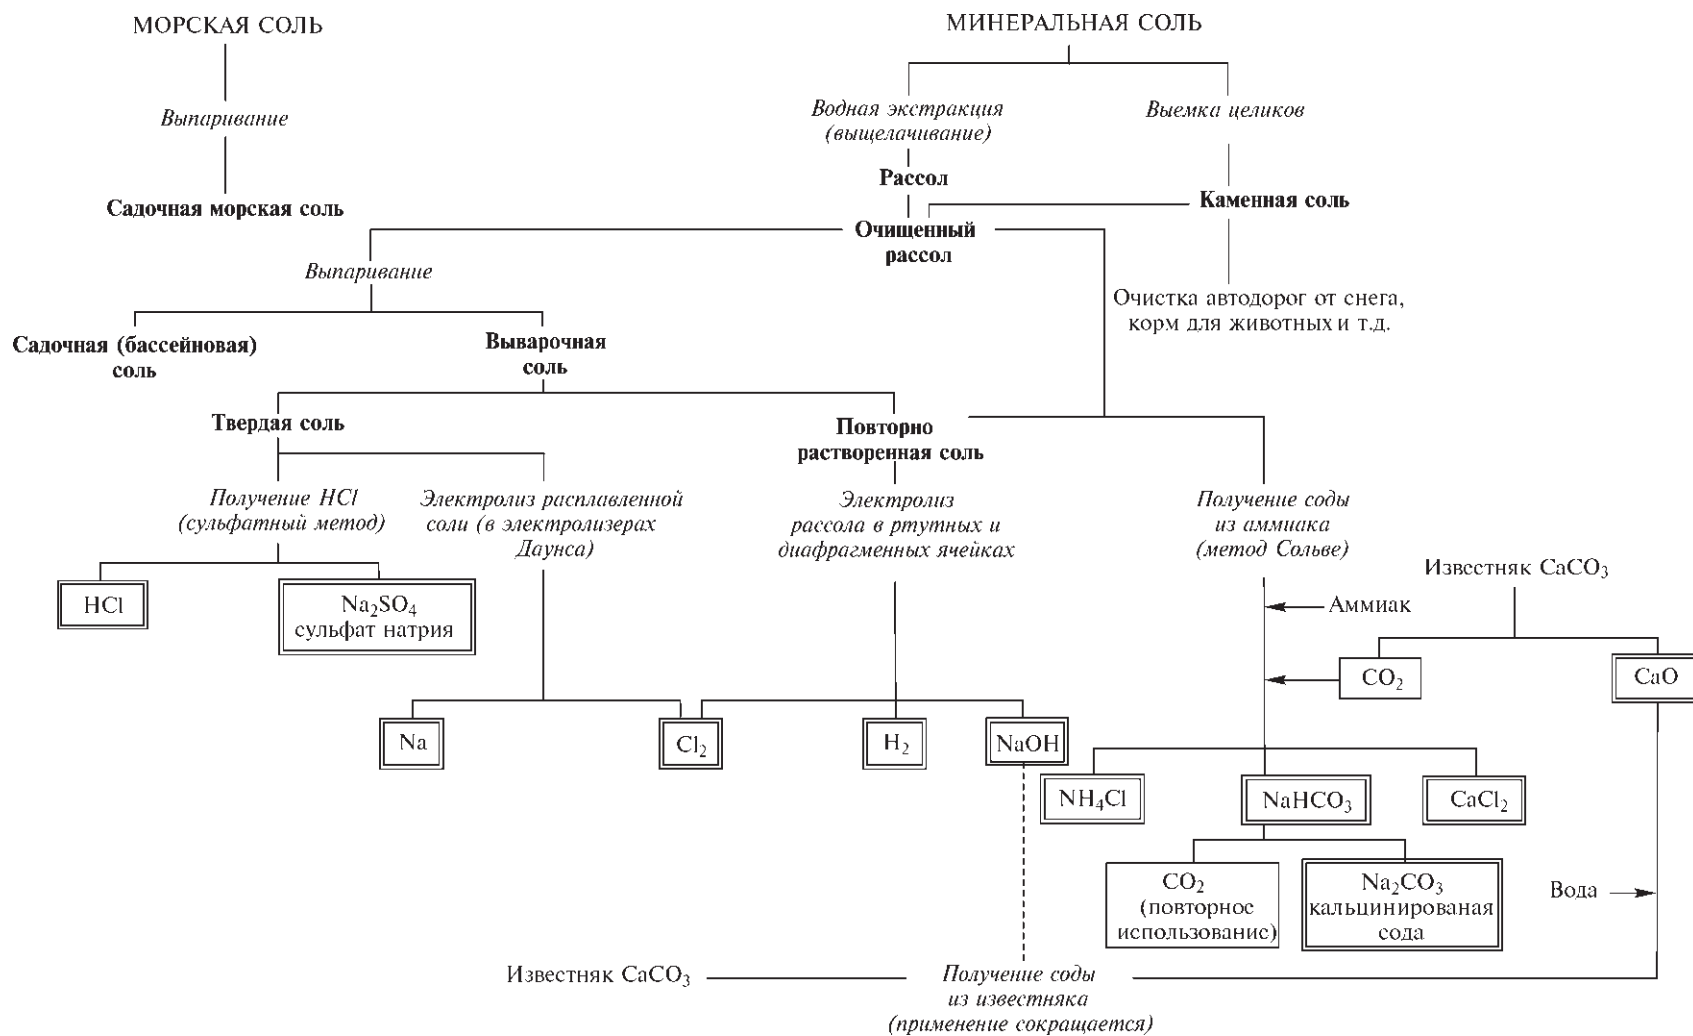 МОРСКАЯ СОЛЬ
МИНЕРАЛЬНАЯ СОЛЬ
Выпаривание
Водная экстракция
(выщелачивание)
Выемка целиков
Рассол
Садочная морская соль
Каменная соль
Очищенный
рассол
Выпаривание
Очистка автодорог от снега,
корм для животных и т.д.
Садочная (бассейновая)
соль
Выварочная
соль
Твердая соль
Повторно
растворенная соль
Получение HCl
(сульфатный метод)
Электролиз расплавленной
соли (в электролизерах
Даунса)
Электролиз
рассола в ртутных и
диафрагменных ячейках
Получение соды
из аммиака
(метод Сольве)
Известняк CaCO₃
HCl
Na₂SO₄
сульфат натрия
Аммиак
CO₂
CaO
Na
Cl₂
H₂
NaOH
NH₄Cl
NaHCO₃
CaCl₂
CO₂
(повторное
использование)
Na₂CO₃
кальцинированая
сода
Вода
Известняк CaCO₃
Получение соды
из известняка
(применение сокращается)